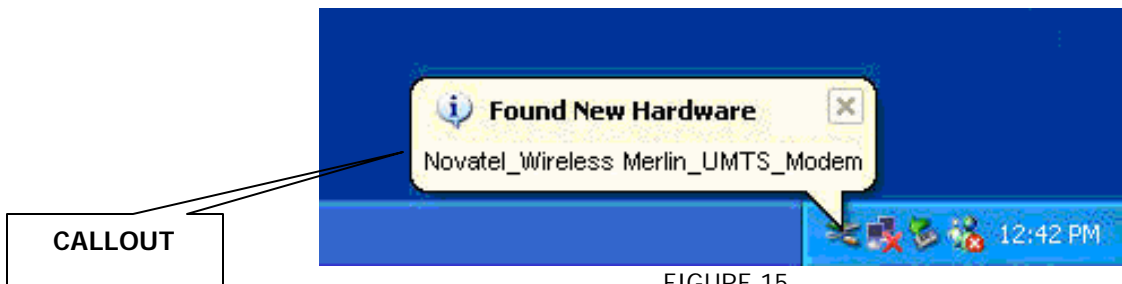 Found New Hardware
Novatel_Wireless Merlin_UMTS_Modem
CALLOUT
12:42 PM
FIGURE 15